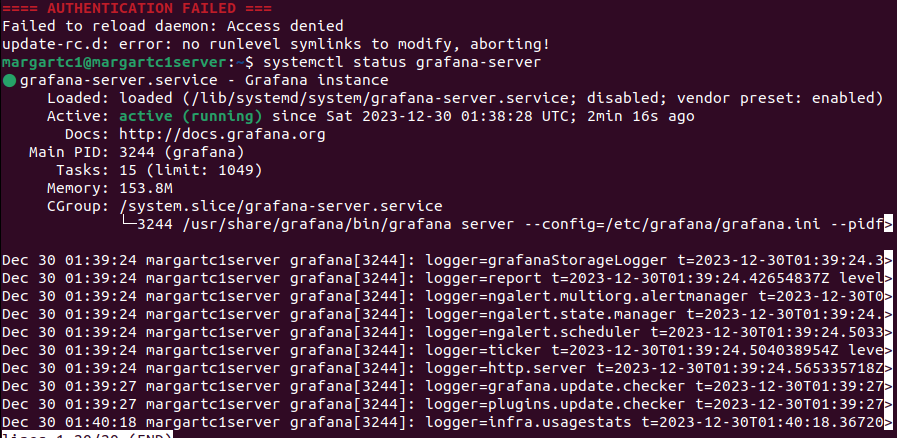 ==== AUTHENTICATION FAILED ===
Failed to reload daemon: Access denied
update-rc.d: error: no runlevel symlinks to modify, aborting!
margartc1@margartc1server:~$ systemctl status grafana-server
● grafana-server.service - Grafana instance
Loaded: loaded (/lib/systemd/system/grafana-server.service; disabled; vendor preset: enabled)
Active: active (running) since Sat 2023-12-30 01:38:28 UTC; 2min 16s ago
Docs: http://docs.grafana.org
Main PID: 3244 (grafana)
Tasks: 15 (limit: 1049)
Memory: 153.8M
CGroup: /system.slice/grafana-server.service
└─3244 /usr/share/grafana/bin/grafana server --config=/etc/grafana/grafana.ini --pidf>
Dec 30 01:39:24 margartc1server grafana[3244]: logger=grafanaStorageLogger t=2023-12-30T01:39:24.3>
Dec 30 01:39:24 margartc1server grafana[3244]: logger=report t=2023-12-30T01:39:24.42654837Z level>
Dec 30 01:39:24 margartc1server grafana[3244]: logger=ngalert.multiorg.alertmanager t=2023-12-30T0>
Dec 30 01:39:24 margartc1server grafana[3244]: logger=ngalert.state.manager t=2023-12-30T01:39:24.>
Dec 30 01:39:24 margartc1server grafana[3244]: logger=ngalert.scheduler t=2023-12-30T01:39:24.5033>
Dec 30 01:39:24 margartc1server grafana[3244]: logger=ticker t=2023-12-30T01:39:24.504038954Z leve>
Dec 30 01:39:24 margartc1server grafana[3244]: logger=http.server t=2023-12-30T01:39:24.565335718Z>
Dec 30 01:39:27 margartc1server grafana[3244]: logger=grafana.update.checker t=2023-12-30T01:39:27>
Dec 30 01:39:27 margartc1server grafana[3244]: logger=plugins.update.checker t=2023-12-30T01:39:27>
Dec 30 01:40:18 margartc1server grafana[3244]: logger=infra.usagestats t=2023-12-30T01:40:18.36720>
lines 1-20/20 (END)